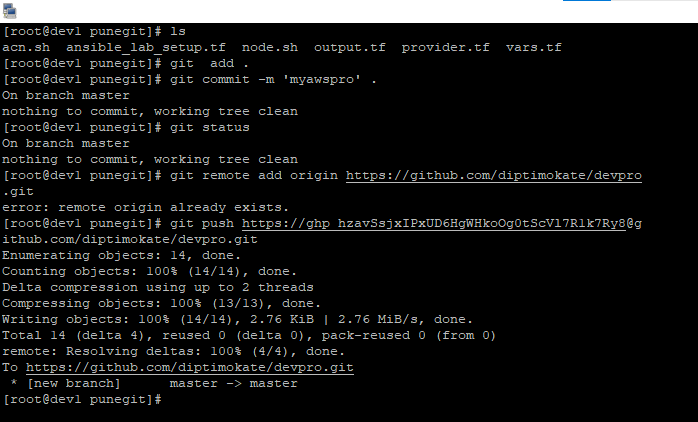 [root@dev1 punegit]# ls
acn.sh ansible_lab_setup.tf node.sh output.tf provider.tf vars.tf
[root@dev1 punegit]# git add .
[root@dev1 punegit]# git commit -m 'myawspro' .
On branch master
nothing to commit, working tree clean
[root@dev1 punegit]# git status
On branch master
nothing to commit, working tree clean
[root@dev1 punegit]# git remote add origin https://github.com/diptimokate/devpro
.git
error: remote origin already exists.
[root@dev1 punegit]# git push https://@g
ithub.com/diptimokate/devpro.git
Enumerating objects: 14, done.
Counting objects: 100% (14/14), done.
Delta compression using up to 2 threads
Compressing objects: 100% (13/13), done.
Writing objects: 100% (14/14), 2.76 KiB | 2.76 MiB/s, done.
Total 14 (delta 4), reused 0 (delta 0), pack-reused 0 (from 0)
remote: Resolving deltas: 100% (4/4), done.
To https://github.com/diptimokate/devpro.git
 * [new branch] master -> master
[root@dev1 punegit]#